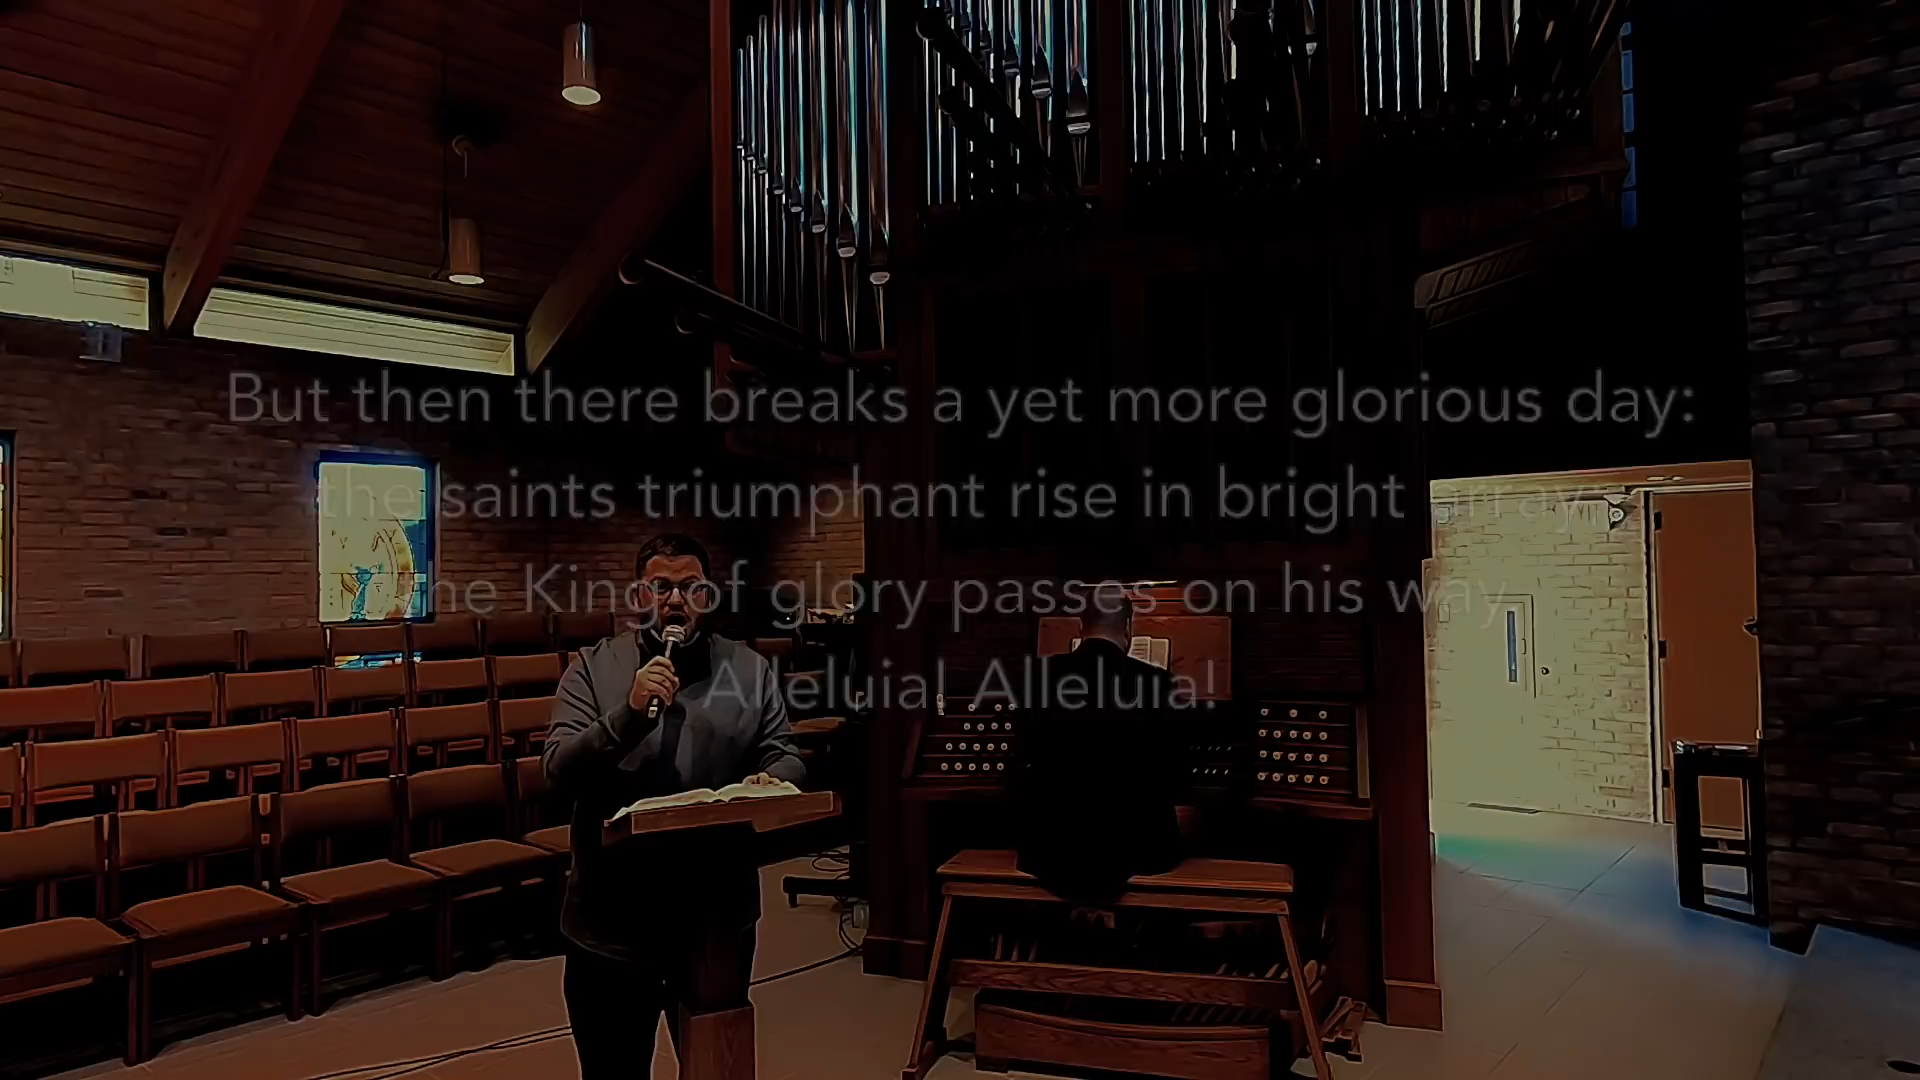 But then there breaks a yet more glorious day:
the saints triumphant rise in bright array;
the King of glory passes on his way.
Alleluia! Alleluia!